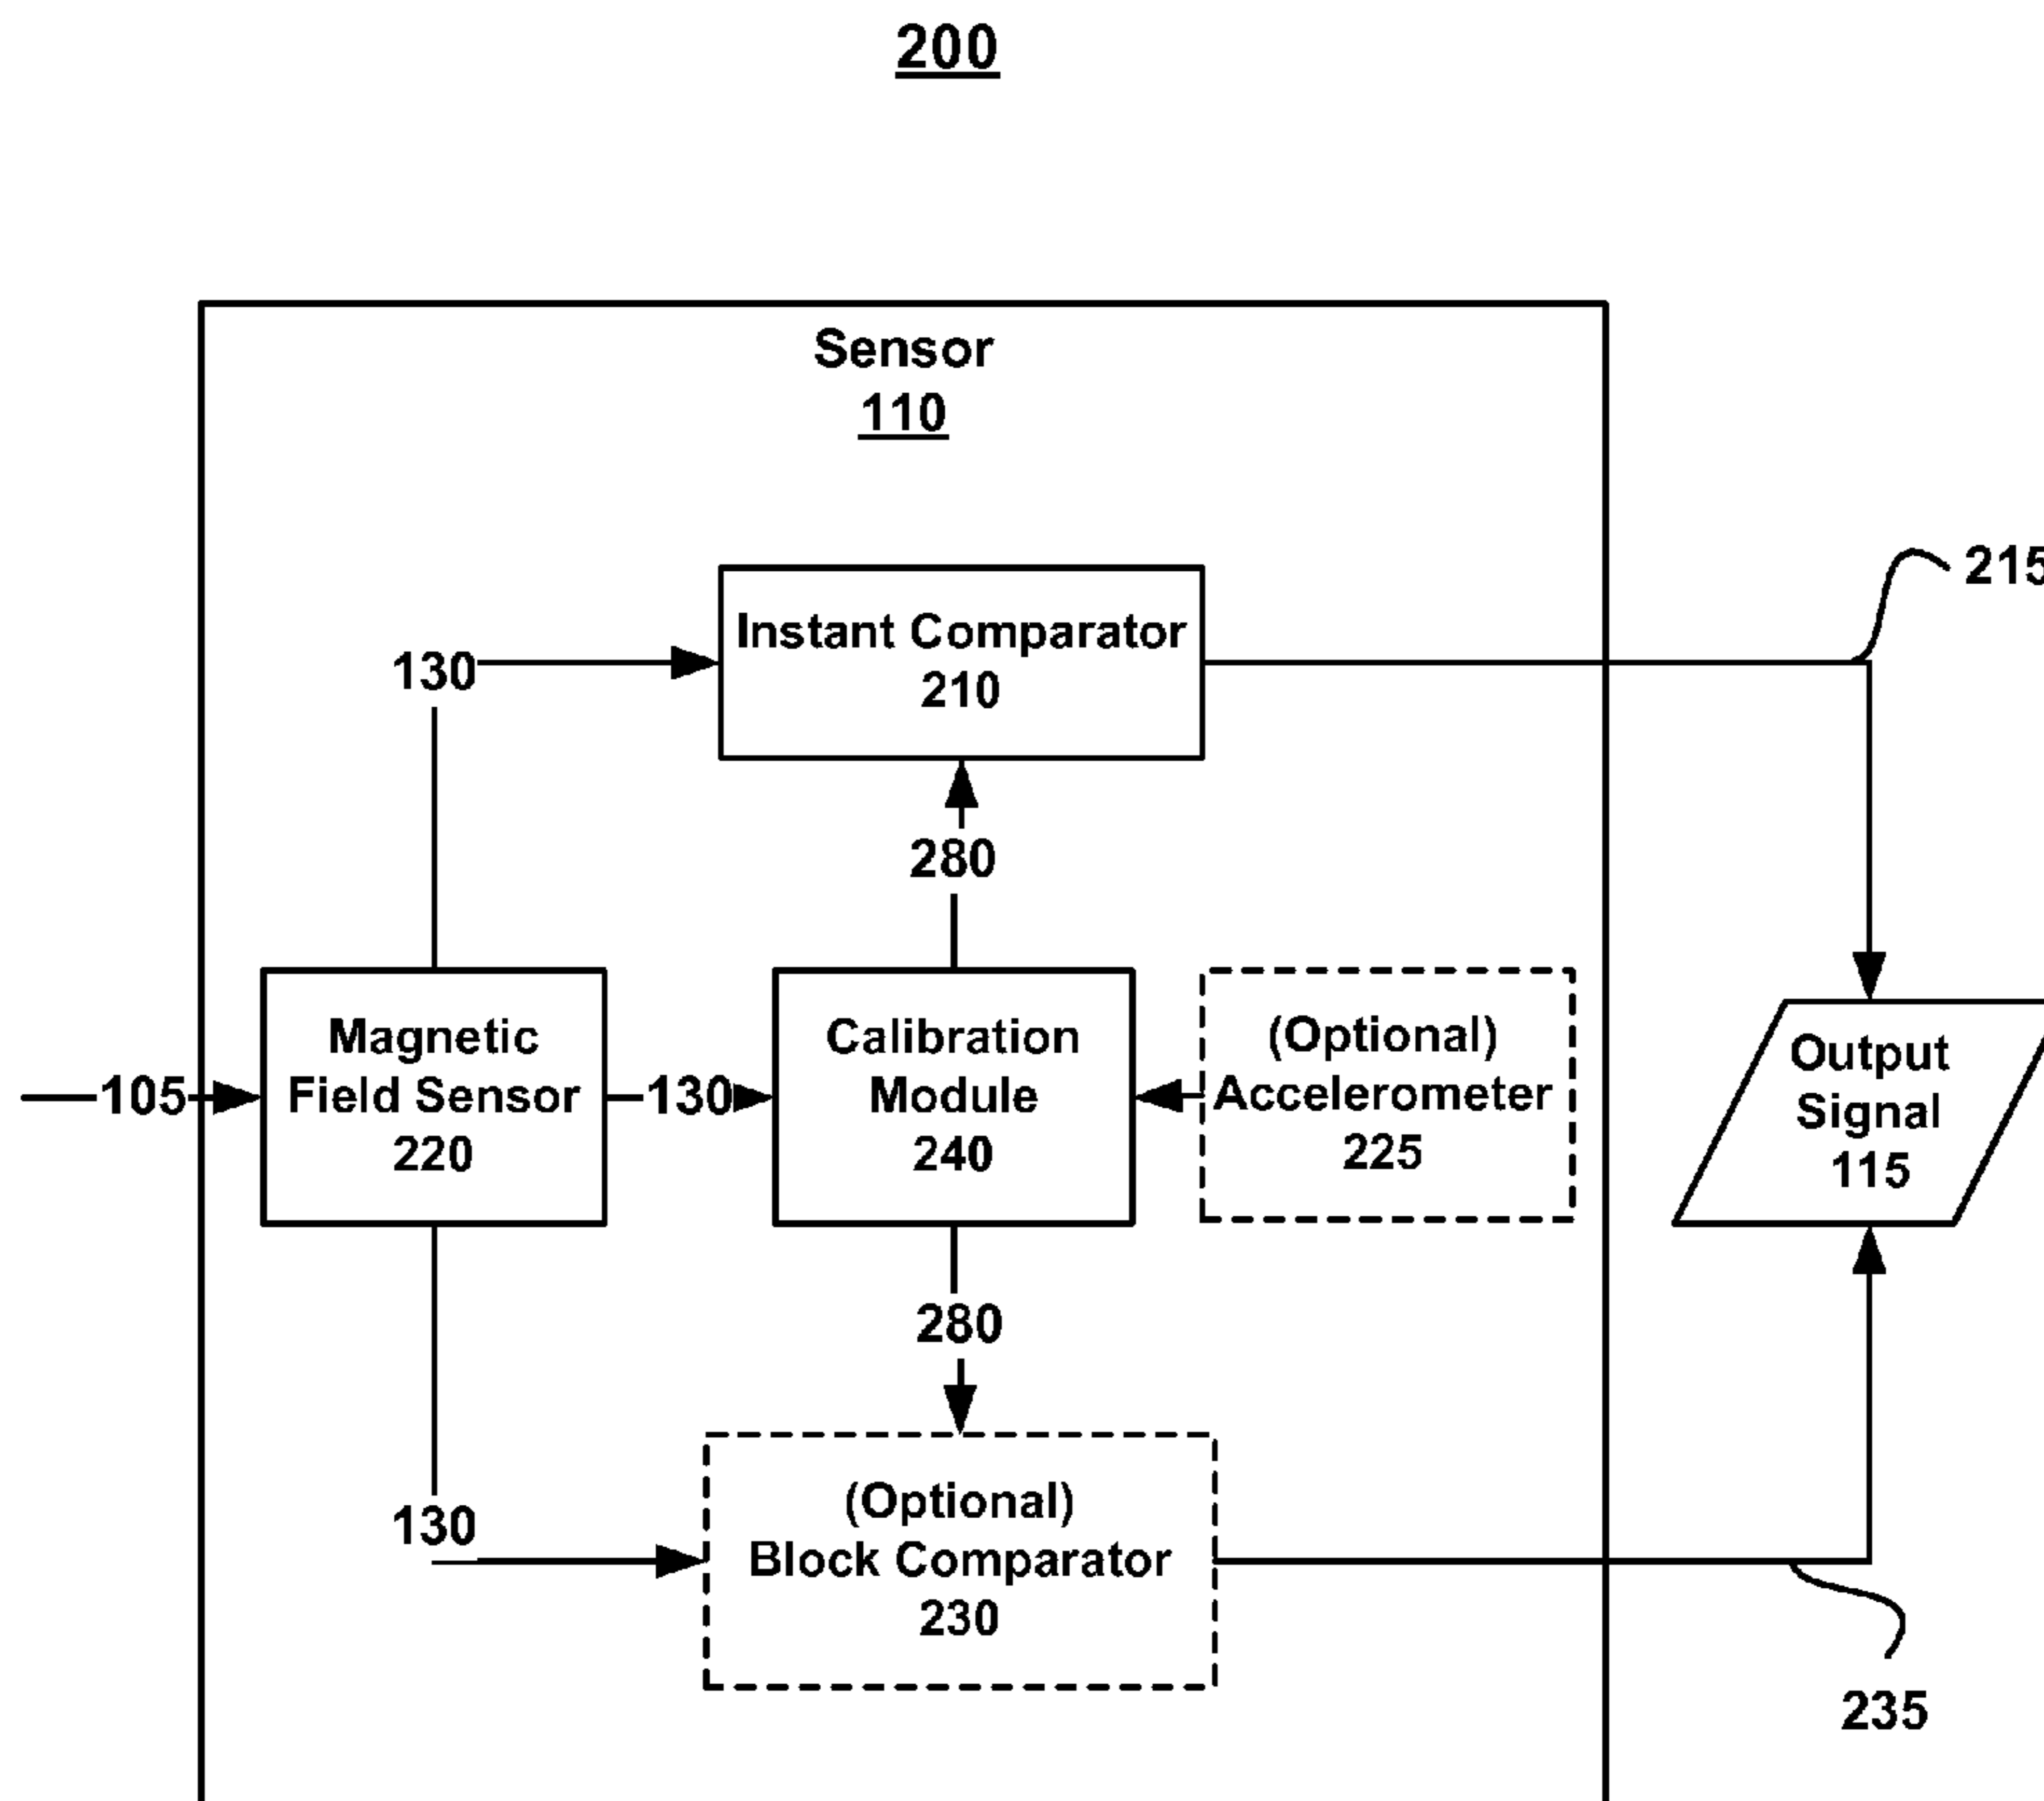 200
Sensor
110
215
Instant Comparator
210
130
280
Magnetic
Field Sensor
220
Calibration
Module
240
(Optional)
Accelerometer
225
Output
Signal
115
105
130
280
(Optional)
Block Comparator
230
130
235